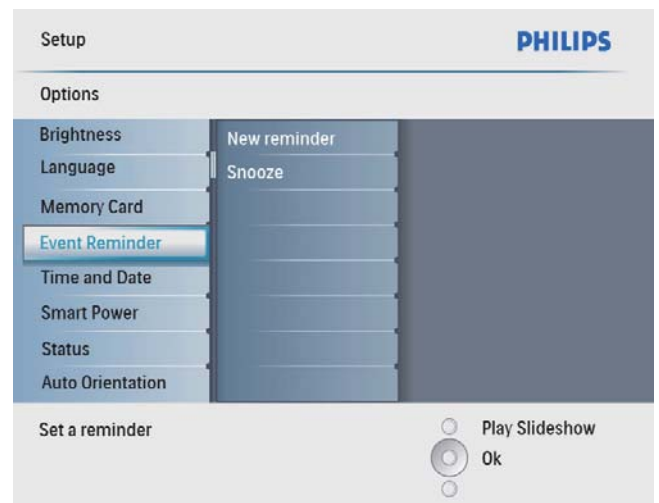 Setup
PHILIPS
Options
Brightness
Language
Memory Card
Event Reminder
Time and Date
Smart Power
Status
Auto Orientation
New reminder
Snooze
Set a reminder
Play Slideshow
Ok